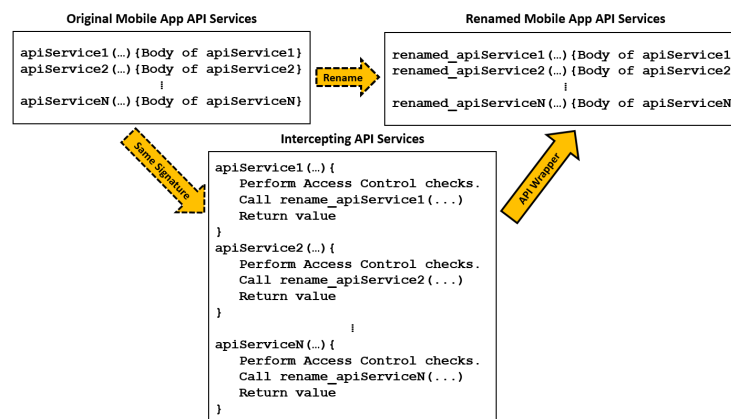 Original Mobile App API Services
apiService1(…){Body of apiService1}
apiService2(…){Body of apiService2}
⁞
apiServiceN(…){Body of apiServiceN}
Rename
Renamed Mobile App API Services
renamed_apiService1(…){Body of apiService1
renamed_apiService2(…){Body of apiService2
⁞
renamed_apiServiceN(…){Body of apiServiceN
Same Signature
Intercepting API Services
apiService1(…){
Perform Access Control checks.
Call rename_apiService1(...)
Return value
}
apiService2(…){
Perform Access Control checks.
Call rename_apiService2(...)
Return value
}
⁞
apiServiceN(…){
Perform Access Control checks.
Call rename_apiServiceN(...)
Return value
}
API Wrapper